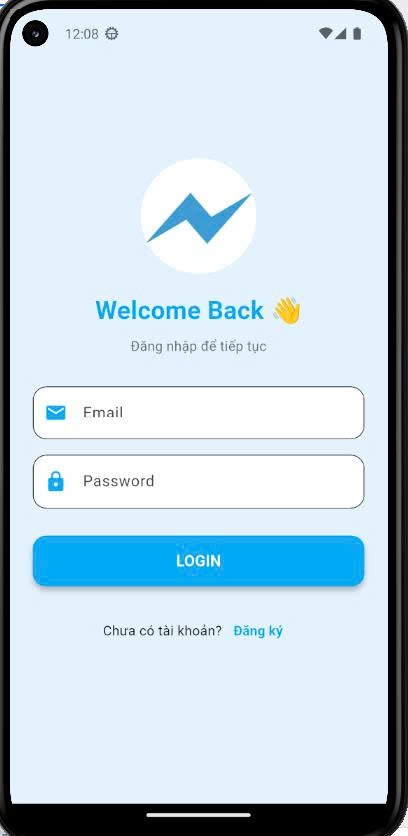 12:08
Welcome Back 👋
Đăng nhập để tiếp tục
Email
Password
LOGIN
Chưa có tài khoản? Đăng ký